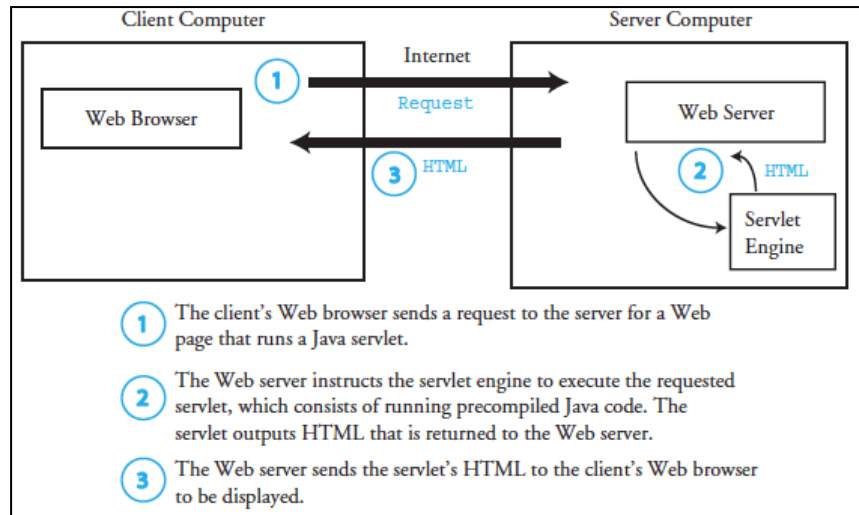 Client Computer
Server Computer
Internet
1
Request
Web Browser
Web Server
3
HTML
2
HTML
Servlet
Engine
1
The client's Web browser sends a request to the server for a Web
page that runs a Java servlet.
2
The Web server instructs the servlet engine to execute the requested
servlet, which consists of running precompiled Java code. The
servlet outputs HTML that is returned to the Web server.
3
The Web server sends the servlet's HTML to the client's Web browser
to be displayed.